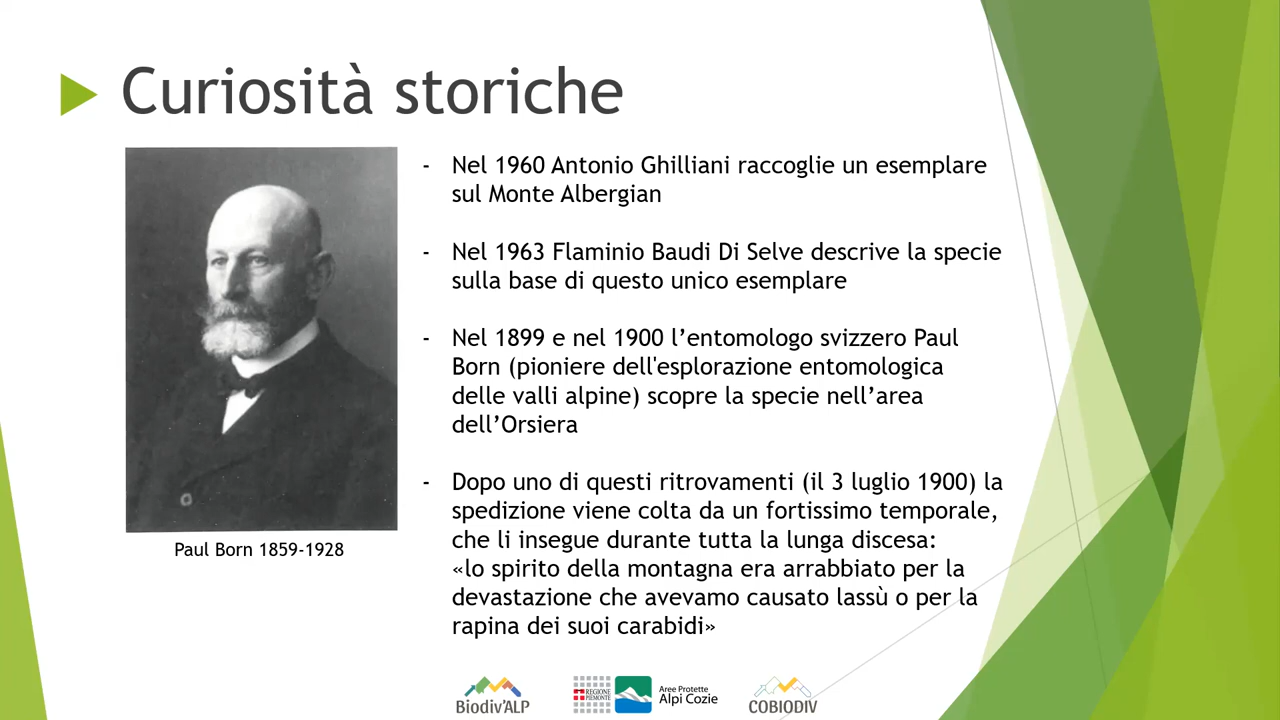 Curiosità storiche
- Nel 1960 Antonio Ghilliani raccoglie un esemplare
sul Monte Albergian
- Nel 1963 Flaminio Baudi Di Selve descrive la specie
sulla base di questo unico esemplare
- Nel 1899 e nel 1900 l’entomologo svizzero Paul
Born (pioniere dell'esplorazione entomologica
delle valli alpine) scopre la specie nell’area
dell’Orsiera
- Dopo uno di questi ritrovamenti (il 3 luglio 1900) la
spedizione viene colta da un fortissimo temporale,
che li insegue durante tutta la lunga discesa:
«lo spirito della montagna era arrabbiato per la
devastazione che avevamo causato lassù o per la
rapina dei suoi carabidi»
Paul Born 1859-1928
Biodiv'ALP
REGIONE
PIEMONTE
Aree Protette
Alpi Cozie
COBIODIV